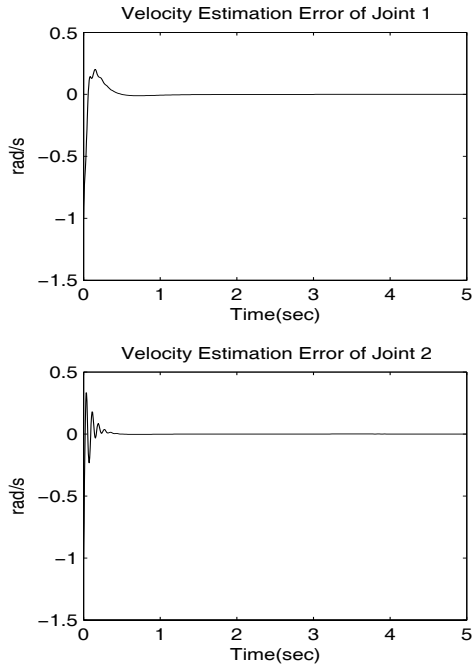 Velocity Estimation Error of Joint 1
0.5
0
−0.5
−1
−1.5
rad/s
0 1 2 3 4 5
Time(sec)
Velocity Estimation Error of Joint 2
0.5
0
−0.5
−1
−1.5
rad/s
0 1 2 3 4 5
Time(sec)